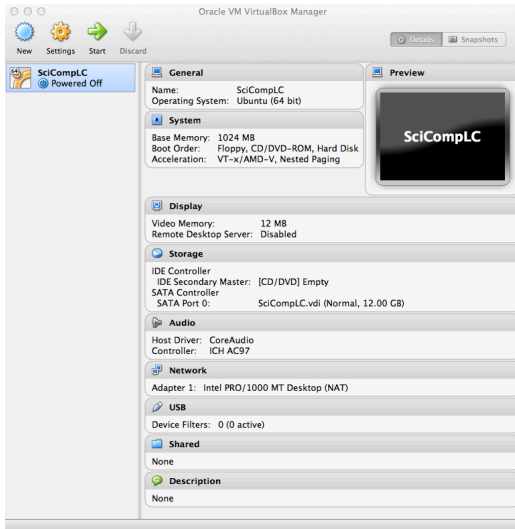 Oracle VM VirtualBox Manager
New Settings Start Discard
Details Snapshots
SciCompLC
Powered Off
General
Name: SciCompLC
Operating System: Ubuntu (64 bit)
Preview
SciCompLC
System
Base Memory: 1024 MB
Boot Order: Floppy, CD/DVD-ROM, Hard Disk
Acceleration: VT-x/AMD-V, Nested Paging
Display
Video Memory: 12 MB
Remote Desktop Server: Disabled
Storage
IDE Controller
IDE Secondary Master: [CD/DVD] Empty
SATA Controller
SATA Port 0: SciCompLC.vdi (Normal, 12.00 GB)
Audio
Host Driver: CoreAudio
Controller: ICH AC97
Network
Adapter 1: Intel PRO/1000 MT Desktop (NAT)
USB
Device Filters: 0 (0 active)
Shared
None
Description
None